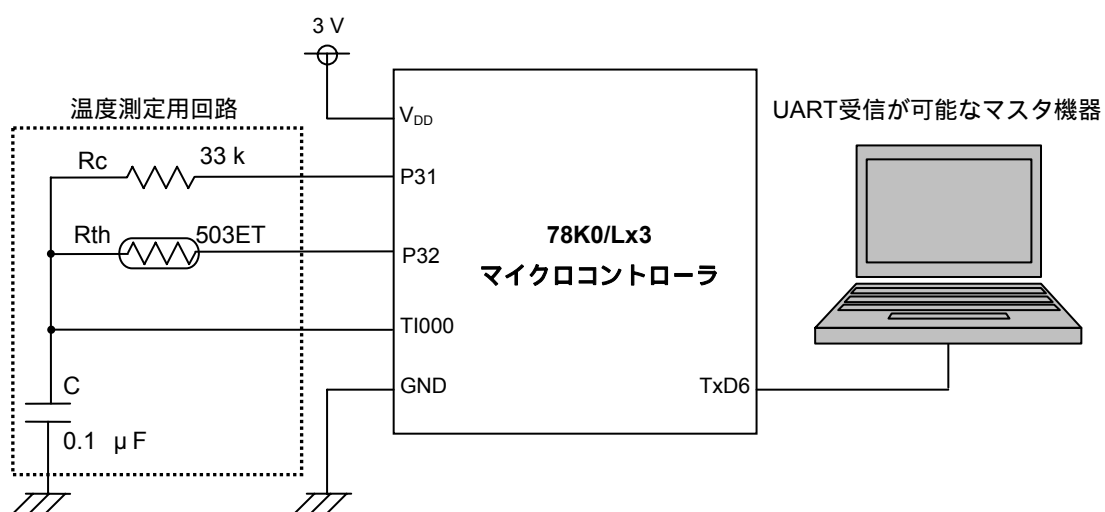 3 V
温度測定用回路
UART受信が可能なマスタ機器
VDD
Rc
33 k
P31
Rth
503ET
P32
78K0/Lx3
マイクロコントローラ
TI000
C
GND
TxD6
0.1 μF